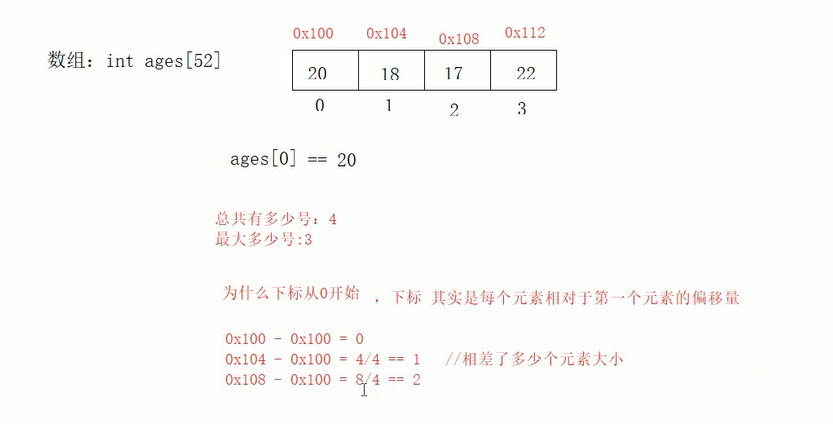 0x100 0x104 0x108 0x112
数组：int ages[52]
20 18 17 22
0 1 2 3
ages[0] == 20
总共有多少号：4
最大多少号:3
为什么下标从0开始 ，下标 其实是每个元素相对于第一个元素的偏移量
0x100 - 0x100 = 0
0x104 - 0x100 = 4/4 == 1 //相差了多少个元素大小
0x108 - 0x100 = 8/4 == 2